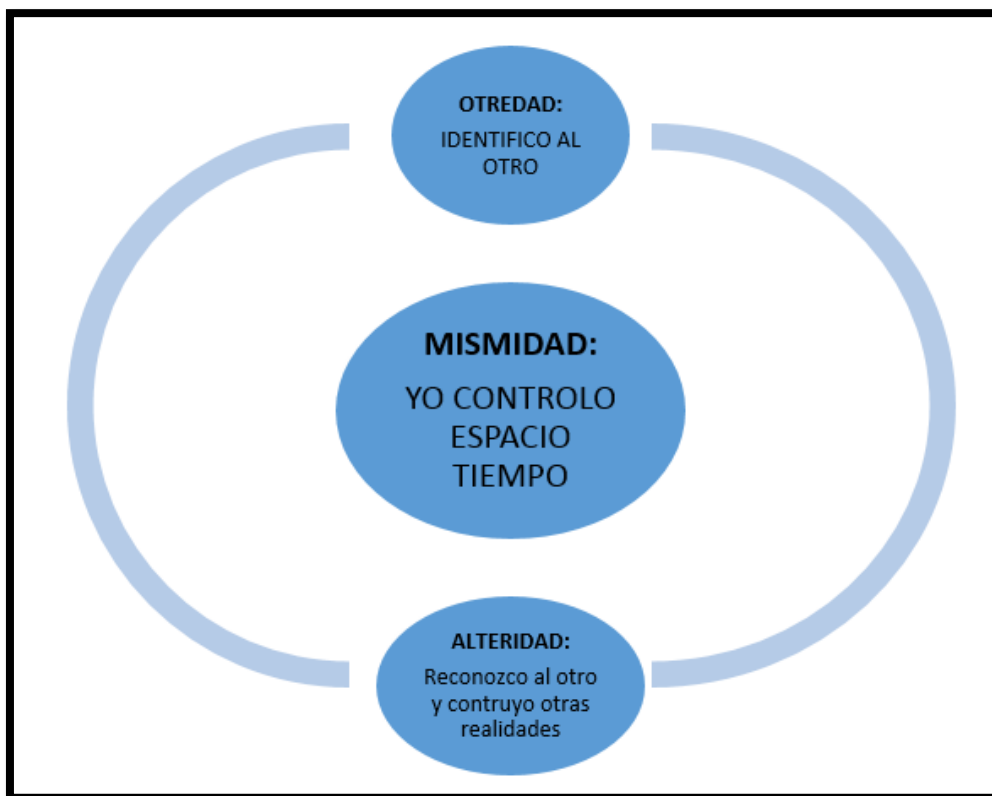 OTREDAD:
IDENTIFICO AL
OTRO
MISMIDAD:
YO CONTROLO
ESPACIO
TIEMPO
ALTERIDAD:
Reconozco al otro
y contruyo otras
realidades